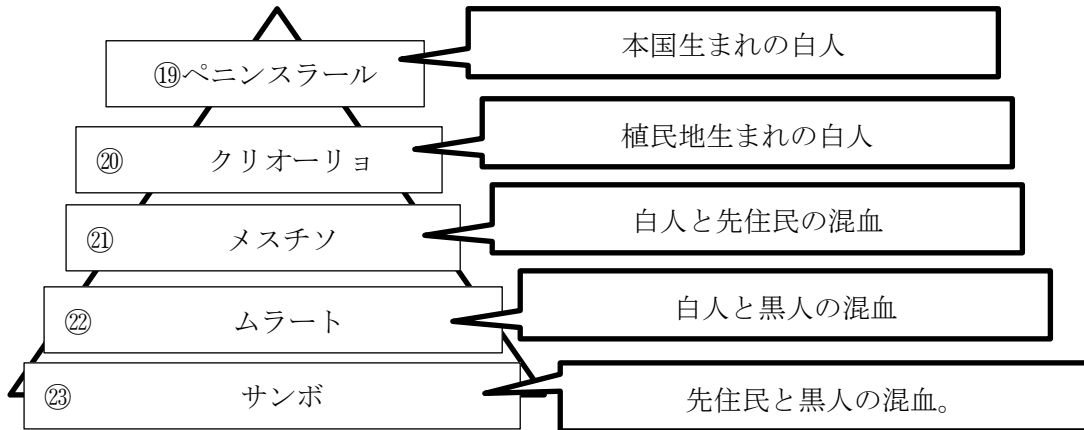 ⑲ペニンスラール
本国生まれの白人
⑳ クリオーリョ
植民地生まれの白人
㉑ メスチソ
白人と先住民の混血
㉒ ムラート
白人と黒人の混血
㉓ サンボ
先住民と黒人の混血。